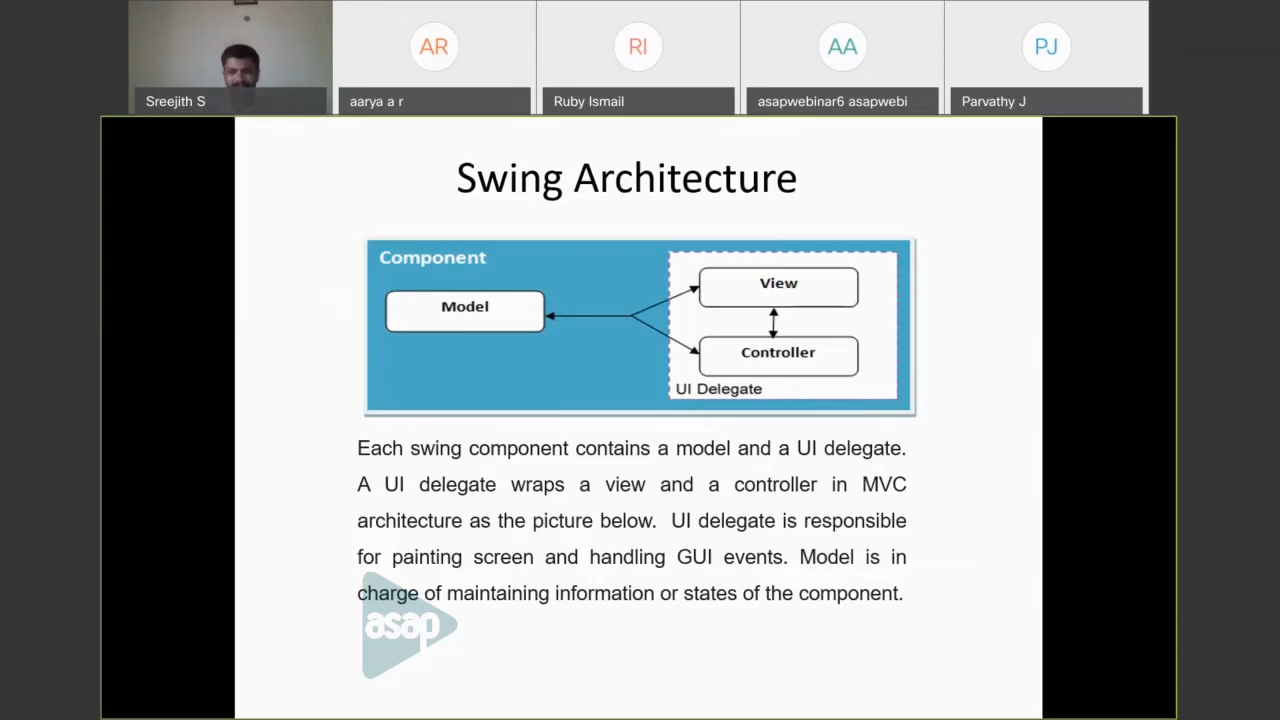 AR
RI
AA
PJ
Sreejith S
aarya a r
Ruby Ismail
asapwebinar6 asapwebi
Parvathy J
Swing Architecture
Component
Model
View
Controller
UI Delegate
Each swing component contains a model and a UI delegate.
A UI delegate wraps a view and a controller in MVC
architecture as the picture below. UI delegate is responsible
for painting screen and handling GUI events. Model is in
charge of maintaining information or states of the component.
asap